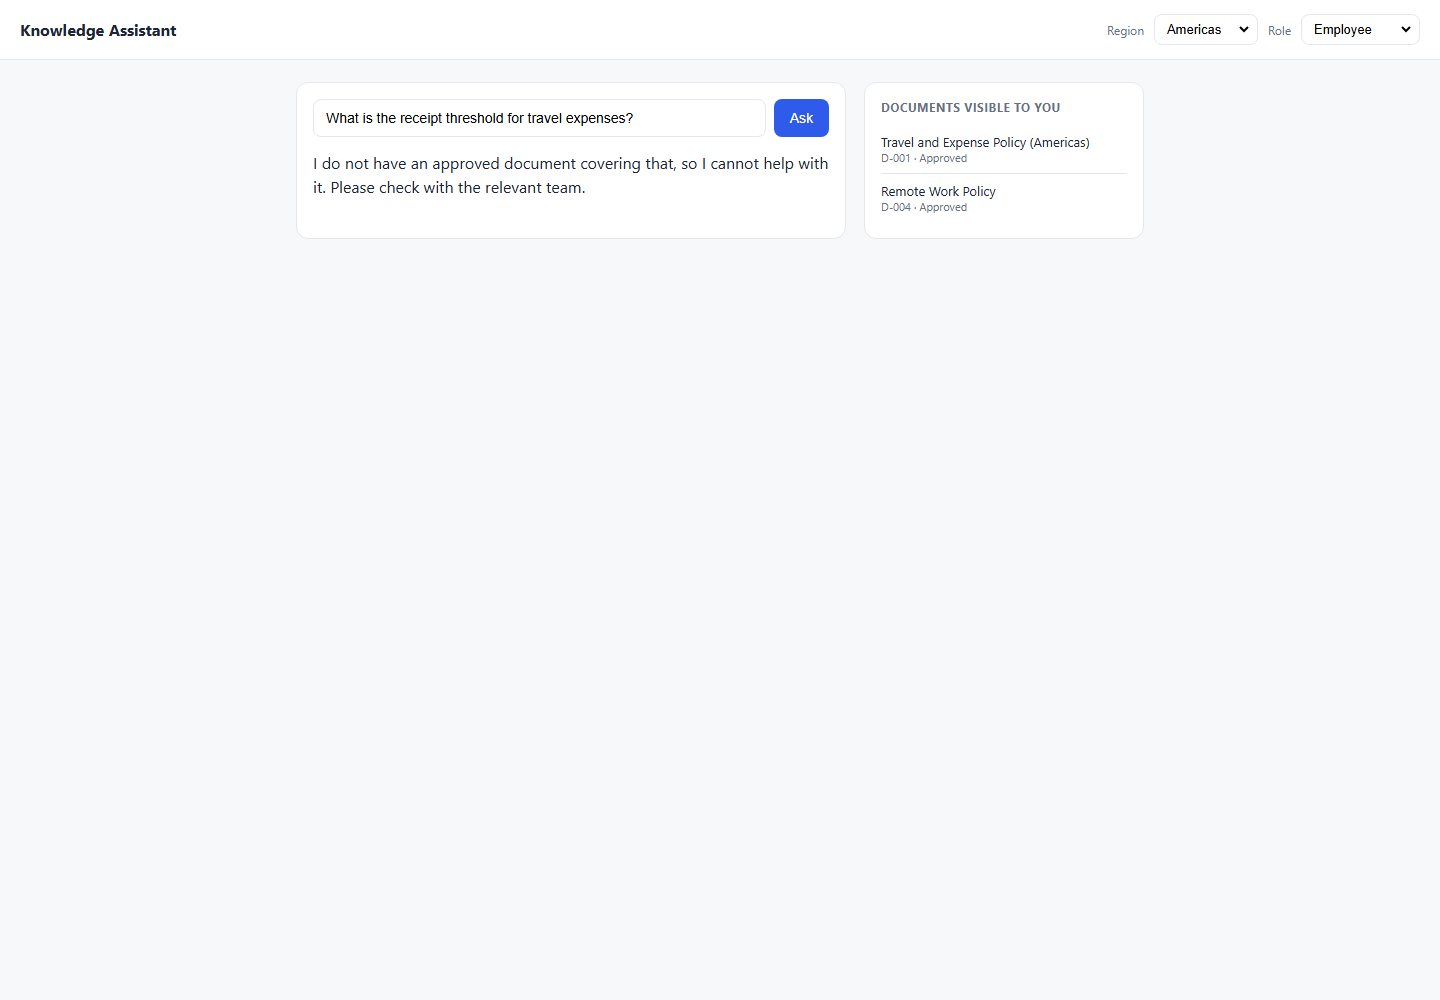 Knowledge Assistant
Region
Americas
Role
Employee
What is the receipt threshold for travel expenses?
Ask
I do not have an approved document covering that, so I cannot help with
it. Please check with the relevant team.
DOCUMENTS VISIBLE TO YOU
Travel and Expense Policy (Americas)
D-001 · Approved
Remote Work Policy
D-004 · Approved